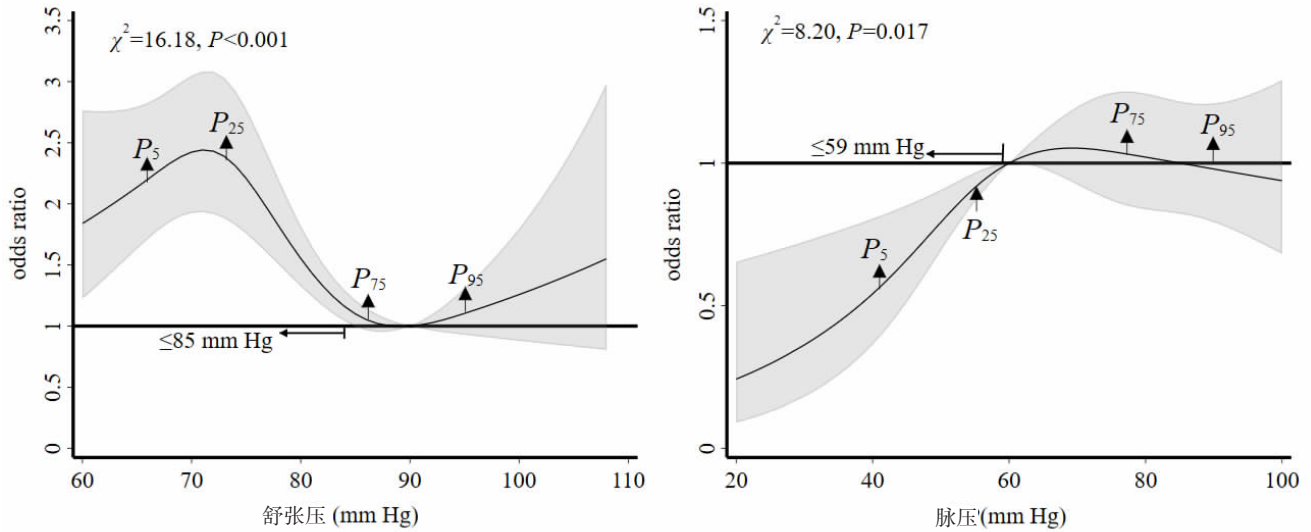 3.5
χ²=16.18, P<0.001
3
2.5
P₅
P₂₅
2
odds ratio
1.5
P₇₅
P₉₅
1
≤85 mm Hg
0.5
0
60 70 80 90 100 110
舒张压 (mm Hg)
1.5
χ²=8.20, P=0.017
P₇₅
P₉₅
≤59 mm Hg
1
odds ratio
P₂₅
P₅
0.5
0
20 40 60 80 100
脉压 (mm Hg)